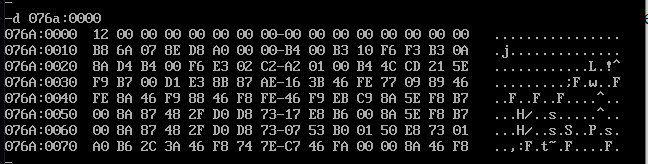 -d 076a:0000
076A:0000 12 00 00 00 00 00 00 00-00 00 00 00 00 00 00 00 ................
076A:0010 B8 6A 07 8E D8 A0 00 00-B4 00 B3 10 F6 F3 B3 0A .j..............
076A:0020 8A D4 B4 00 F6 E3 02 C2-A2 01 00 B4 4C CD 21 5E ............L.!^
076A:0030 F9 B7 00 D1 E3 8B 87 AE-16 3B 46 FE 77 09 89 46 .........;F.w..F
076A:0040 FE 8A 46 F9 88 46 F8 FE-46 F9 EB C9 8A 5E F8 B7 ..F..F..F....^..
076A:0050 00 8A 87 48 2F D0 D8 73-17 E8 B6 00 8A 5E F8 B7 ...H/..s.....^..
076A:0060 00 8A 87 48 2F D0 D8 73-07 53 B0 01 50 E8 73 01 ...H/..s.S..P.s.
076A:0070 A0 B6 2C 3A 46 F8 74 7E-C7 46 FA 00 00 8A 46 F8 ..,:F.t~.F....F.